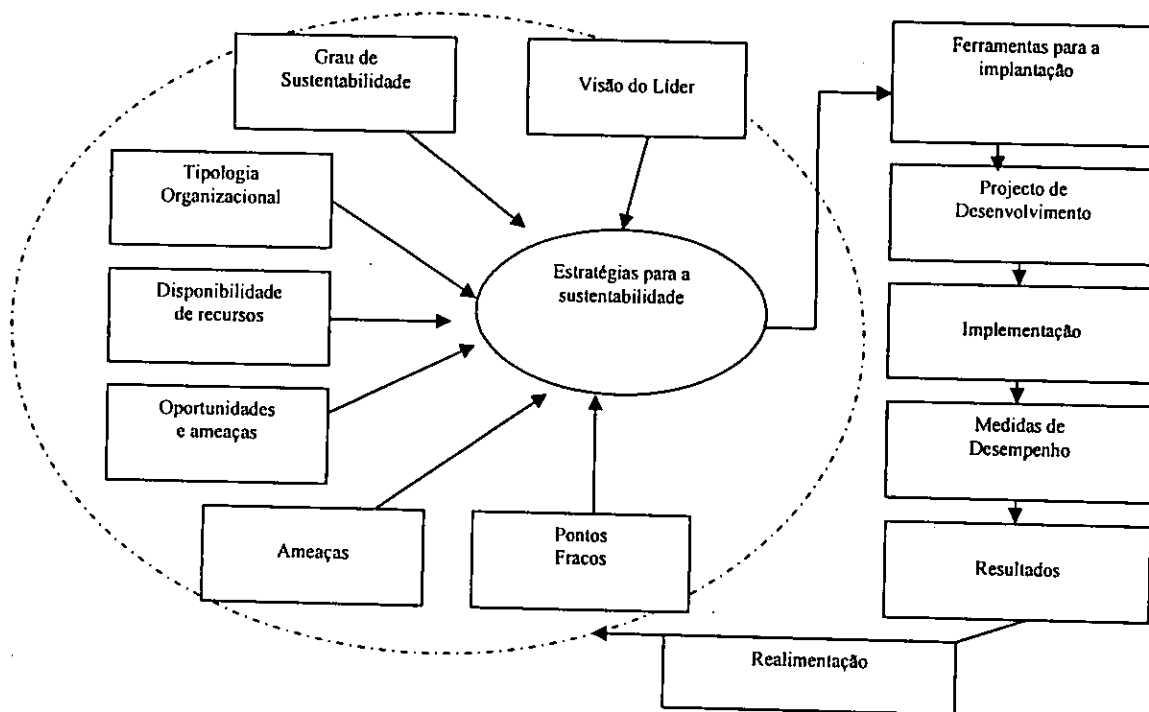 Grau de
Sustentabilidade
Visão do Líder
Ferramentas para a
implantação
Tipologia
Organizacional
Projecto de
Desenvolvimento
Disponibilidade
de recursos
Estratégias para a
sustentabilidade
Implementação
Oportunidades
e ameaças
Medidas de
Desempenho
Ameaças
Pontos
Fracos
Resultados
Realimentação